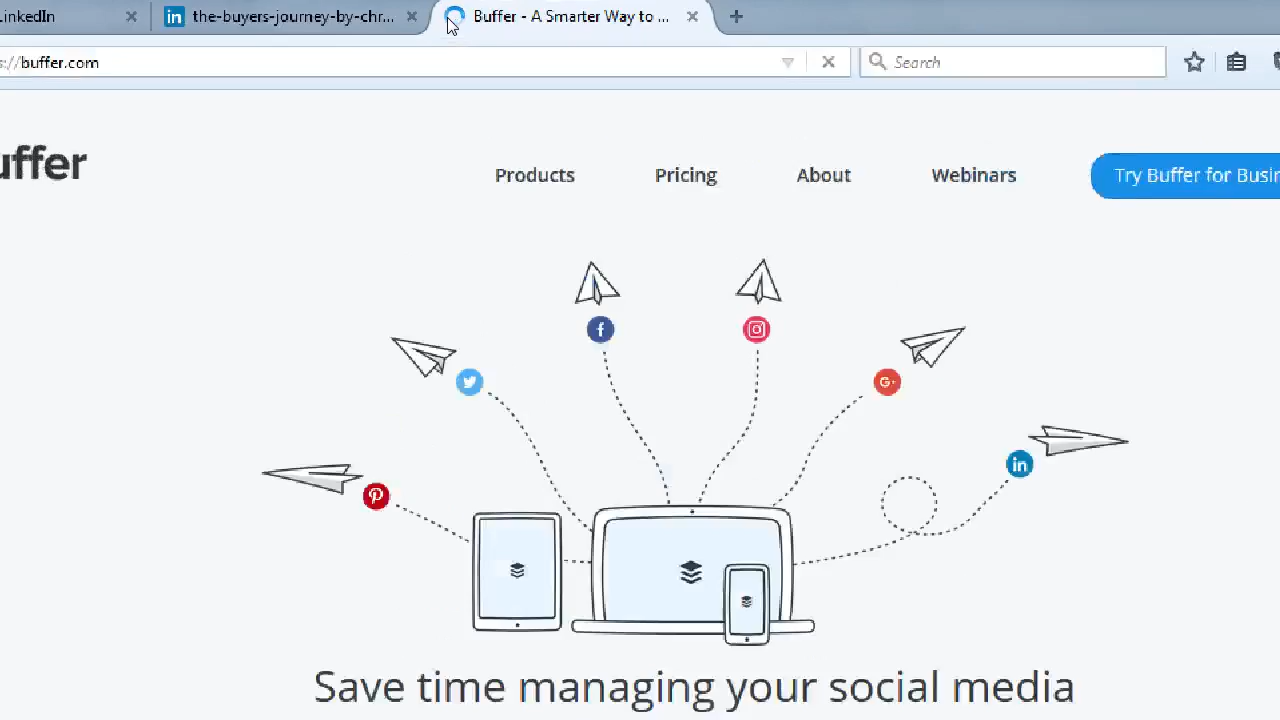 LinkedIn
the-buyers-journey-by-chr...
Buffer - A Smarter Way to ...
s://buffer.com
Search
uffer
Products
Pricing
About
Webinars
Try Buffer for Busin
Save time managing your social media